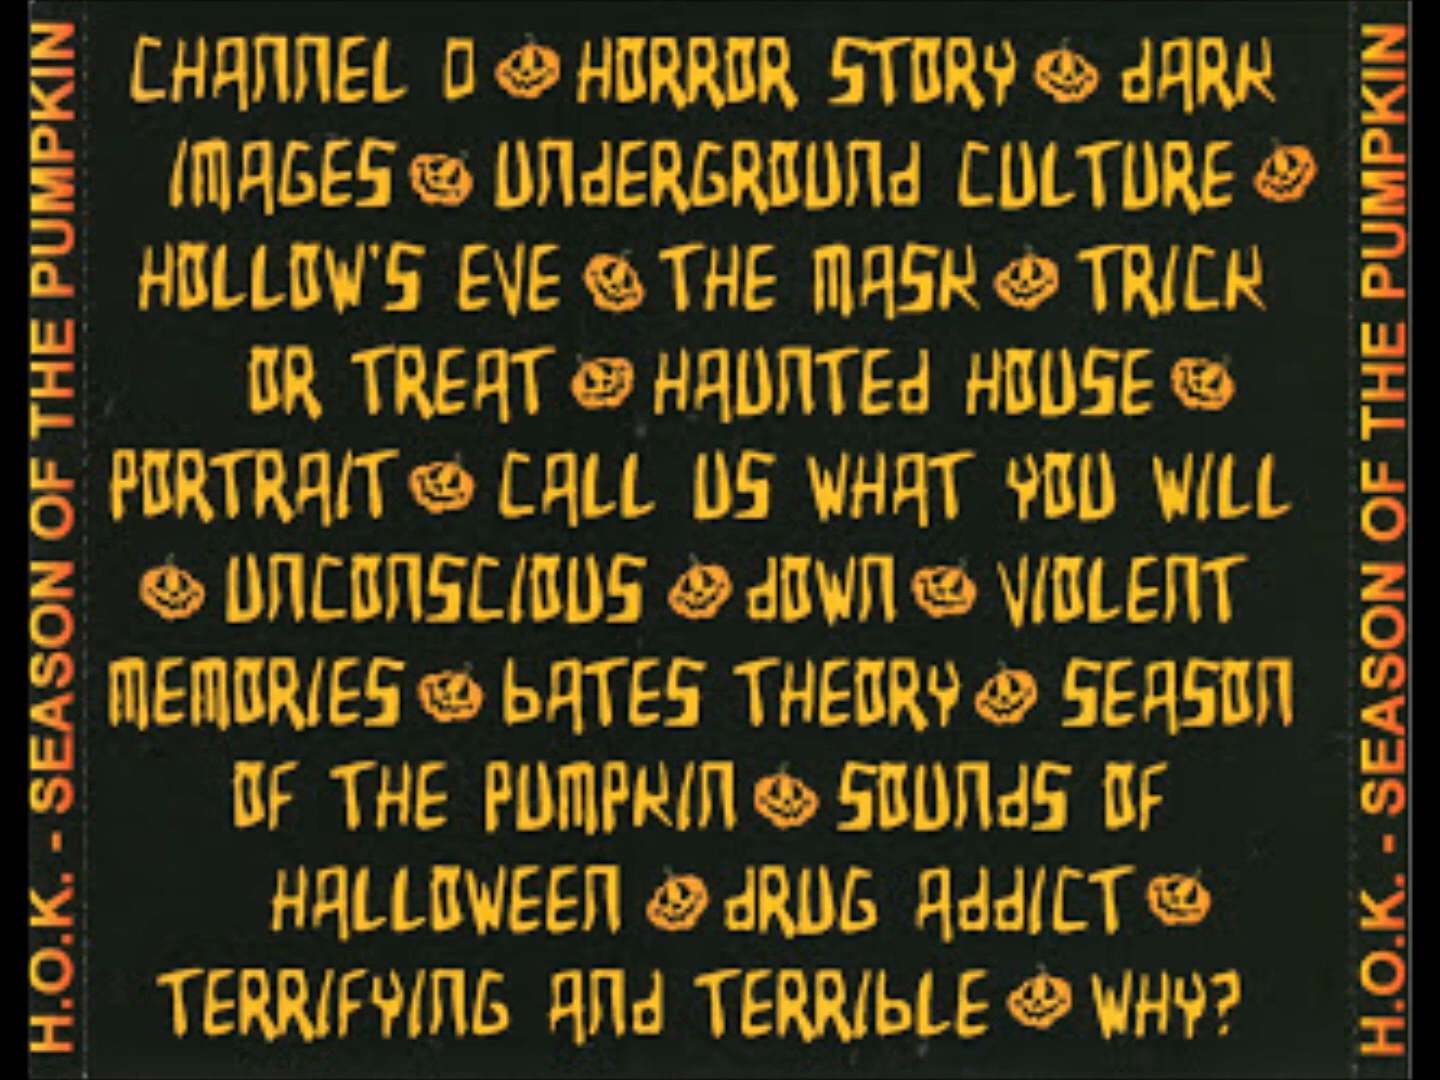 CHANNEL 0 HORROR STORY dARK
IMAGES UNdERGROUNd CULTURE
HOLLOW'S EVE THE MASK TRICK
OR TREAT HAUNTEd HOUSE
PORTRAIT CALL US WHAT YOU WILL
UNCONSCIOUS dOWN VIOLENT
MEMORIES bATES THEORY SEASON
OF THE PUMPKIN SOUNdS OF
HALLOWEEN dRUG AddICT
TERRIFYING ANd TERRIbLE WHY?
H.O.K. - SEASON OF THE PUMPKIN
H.O.K. - SEASON OF THE PUMPKIN